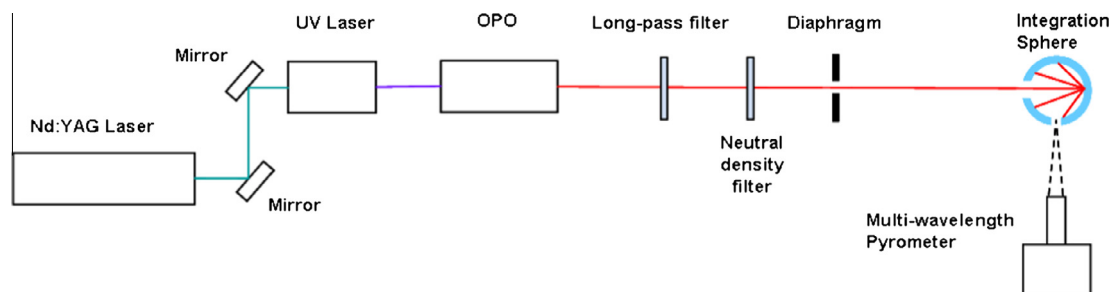 UV Laser
OPO
Long-pass filter
Diaphragm
Integration
Sphere
Mirror
Nd:YAG Laser
Mirror
Neutral
density
filter
Multi-wavelength
Pyrometer